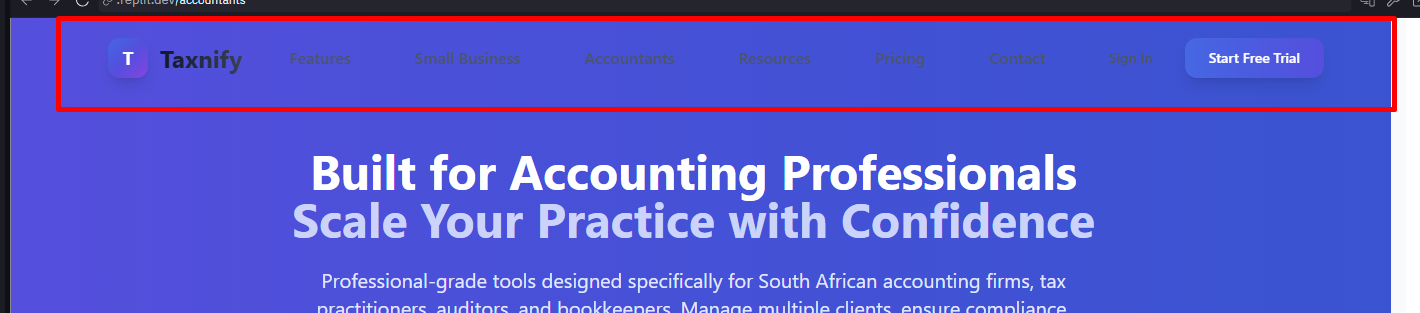 .replit.dev/accountants
T Taxnify Features Small Business Accountants Resources Pricing Contact Sign In Start Free Trial
Built for Accounting Professionals
Scale Your Practice with Confidence
Professional-grade tools designed specifically for South African accounting firms, tax
practitioners, auditors, and bookkeepers. Manage multiple clients, ensure compliance,